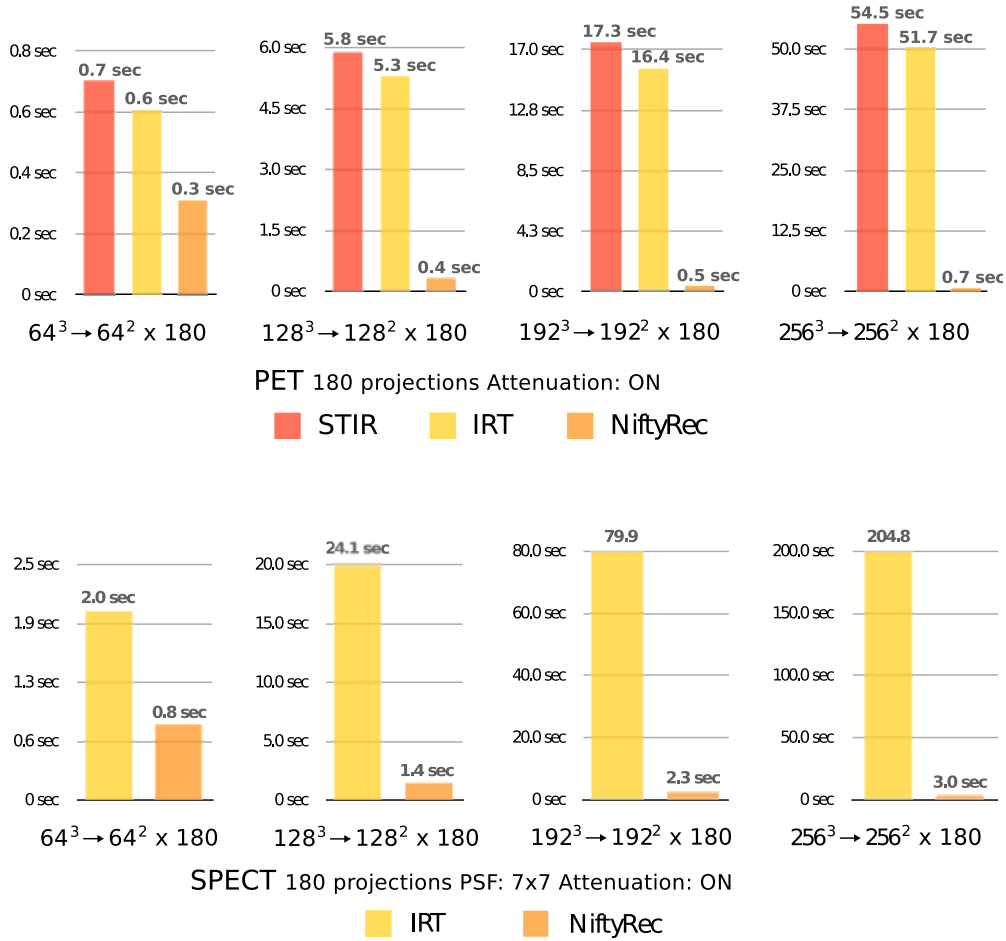 54.5 sec
0.8 sec
6.0 sec
5.8 sec
17.0 sec
17.3 sec
50.0 sec
51.7 sec
0.7 sec
5.3 sec
16.4 sec
0.6 sec
0.6 sec
4.5 sec
12.8 sec
37.5 sec
0.4 sec
0.3 sec
3.0 sec
8.5 sec
25.0 sec
0.2 sec
1.5 sec
0.4 sec
4.3 sec
0.5 sec
12.5 sec
0.7 sec
0 sec
0 sec
0 sec
0 sec
64³→64² x 180
128³→128² x 180
192³→192² x 180
256³→256² x 180
PET 180 projections Attenuation: ON
STIR IRT NiftyRec
2.5 sec
20.0 sec
24.1 sec
80.0 sec
79.9
200.0 sec
204.8
1.9 sec
2.0 sec
15.0 sec
60.0 sec
150.0 sec
1.3 sec
10.0 sec
40.0 sec
100.0 sec
0.6 sec
0.8 sec
5.0 sec
1.4 sec
20.0 sec
2.3 sec
50.0 sec
3.0 sec
0 sec
0 sec
0 sec
0 sec
64³→64² x 180
128³→128² x 180
192³→192² x 180
256³→256² x 180
SPECT 180 projections PSF: 7x7 Attenuation: ON
IRT NiftyRec